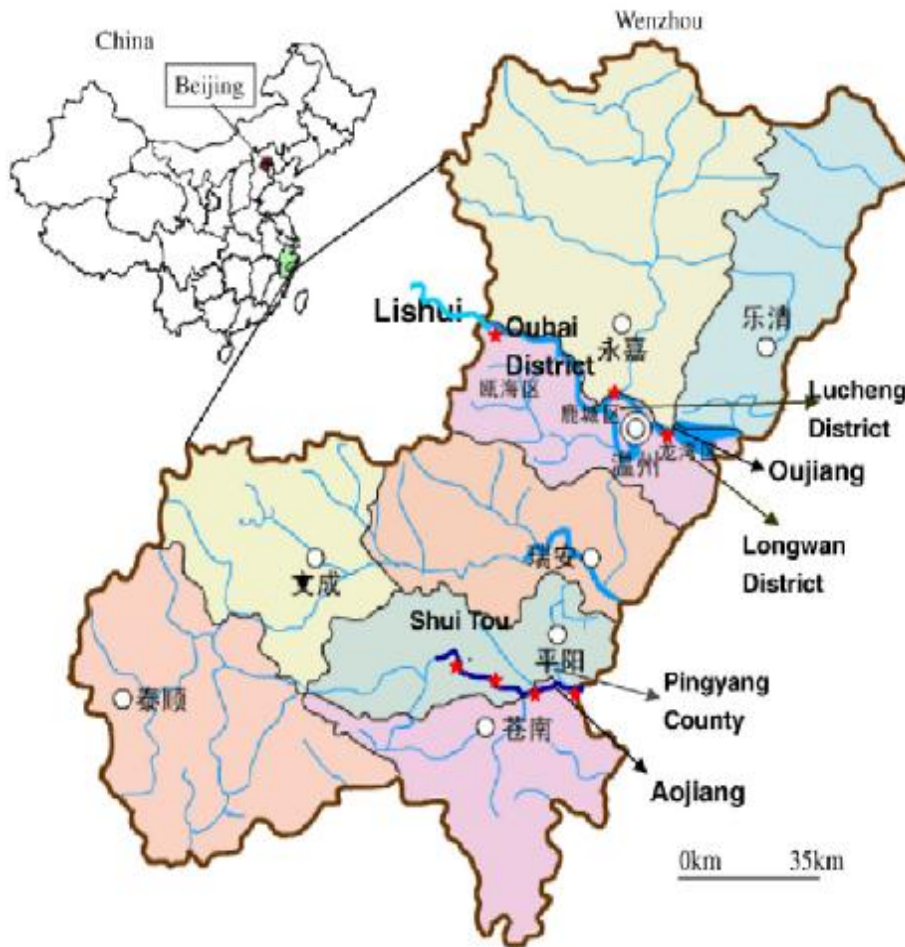 China
Wenzhou
Beijing
Lishui
Ouhai
District
永嘉
乐清
瓯海区
鹿城区
Lucheng
District
龙湾区
温州
Oujiang
Longwan
District
瑞安
文成
Shui Tou
平阳
Pingyang
County
泰顺
苍南
Aojiang
0km 35km